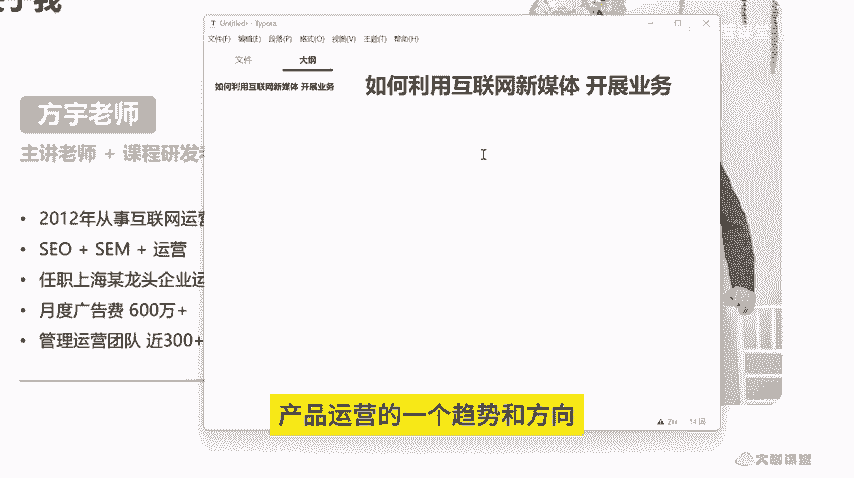 T Untitled - Typora
文件(F) 编辑(E) 段落(P) 格式(O) 视图(V) 主题(T) 帮助(H)
文件 大纲
如何利用互联网新媒体 开展业务
如何利用互联网新媒体 开展业务
方宇老师
主讲老师 + 课程研发
• 2012年从事互联网运营
• SEO + SEM + 运营
• 任职上海某龙头企业运
• 月度广告费 600万+
• 管理运营团队 近300+
产品运营的一个趋势和方向